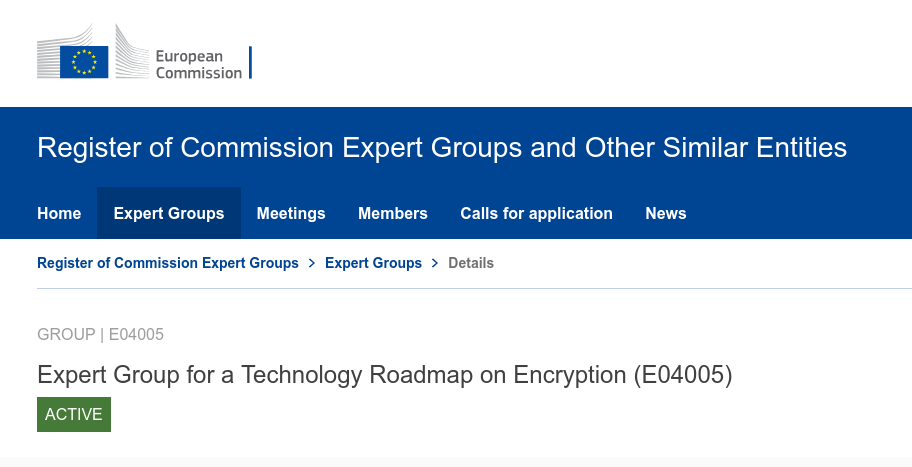 European
Commission
Register of Commission Expert Groups and Other Similar Entities
Home Expert Groups Meetings Members Calls for application News
Register of Commission Expert Groups > Expert Groups > Details
GROUP | E04005
Expert Group for a Technology Roadmap on Encryption (E04005)
ACTIVE